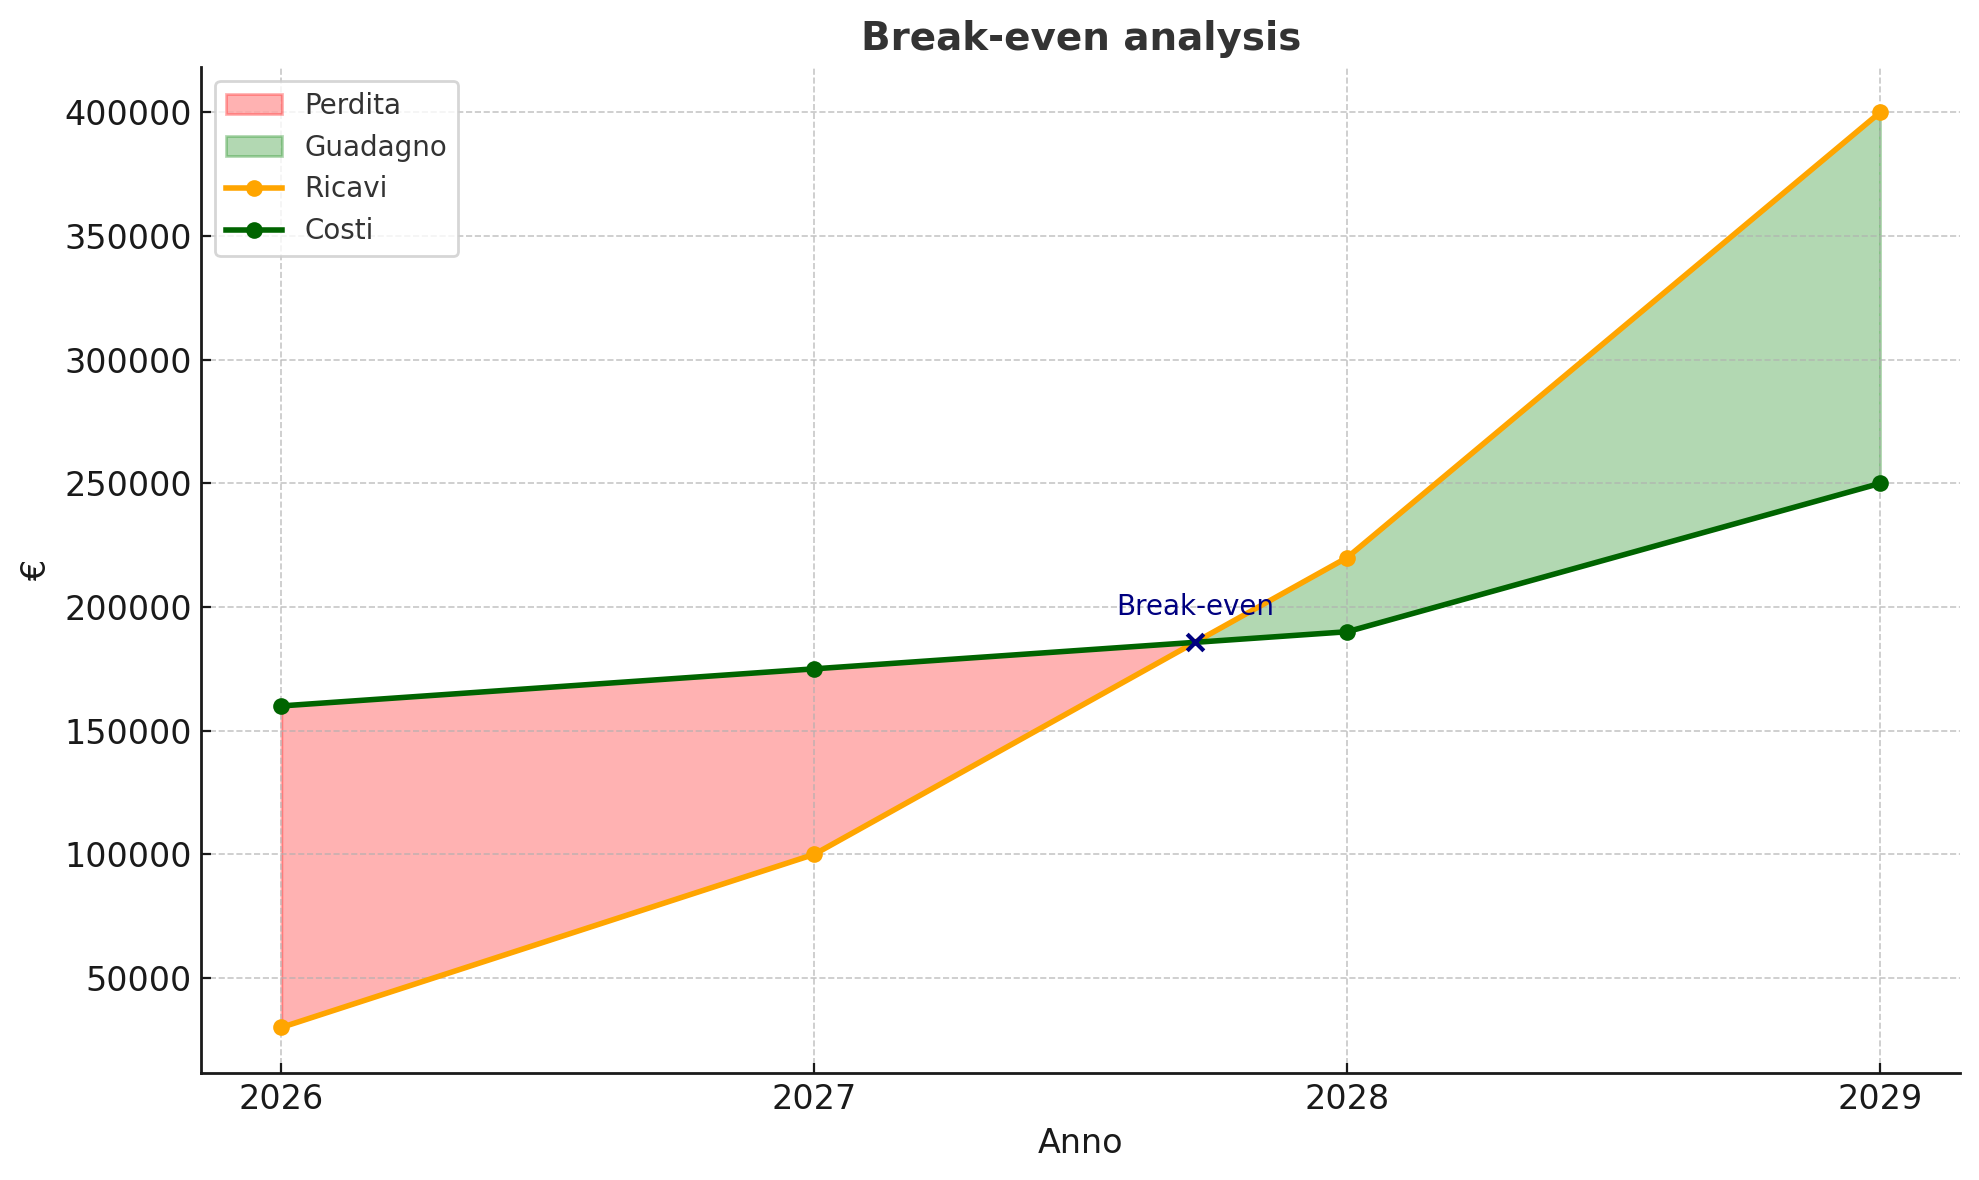 Break-even analysis
Perdita
Guadagno
Ricavi
Costi
400000
350000
300000
250000
200000
150000
100000
50000
€
Break-even
2026
2027
2028
2029
Anno